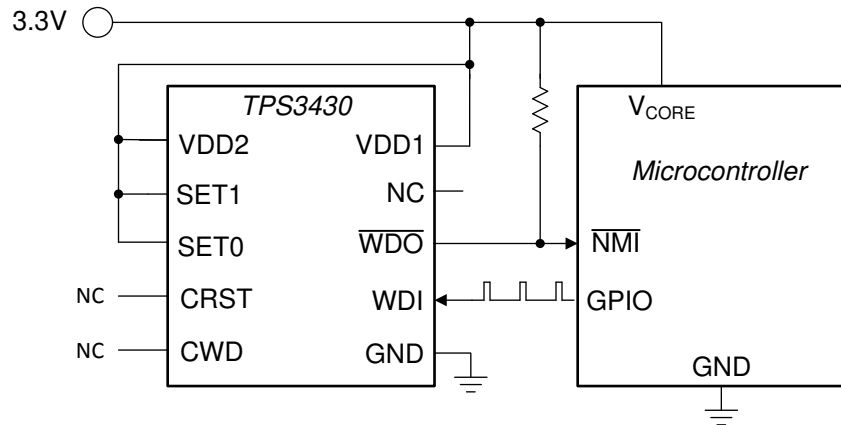 3.3V
TPS3430
VDD2
VDD1
SET1
NC
SET0
WDO
NC
CRST
WDI
NC
CWD
GND
VCORE
Microcontroller
NMI
GPIO
GND